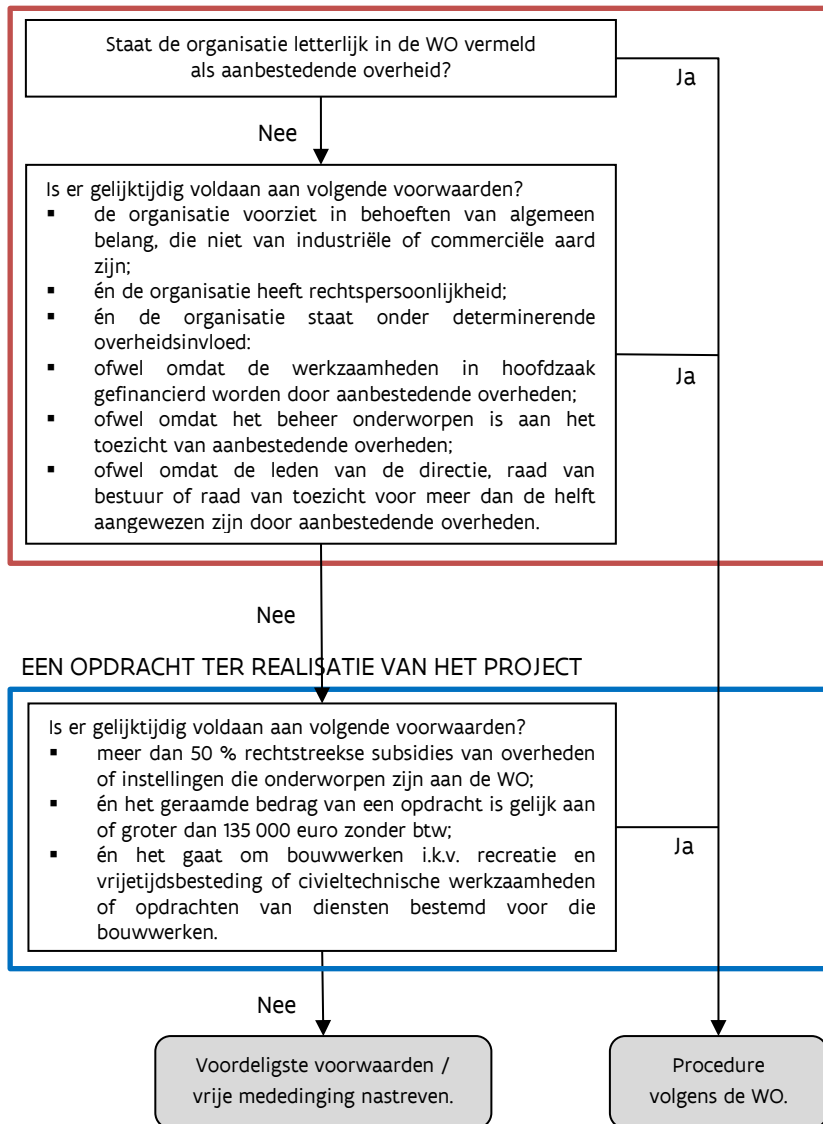 Staat de organisatie letterlijk in de WO vermeld
als aanbestedende overheid?
Ja
Nee
Is er gelijktijdig voldaan aan volgende voorwaarden?
▪ de organisatie voorziet in behoeften van algemeen
belang, die niet van industriële of commerciële aard
zijn;
▪ én de organisatie heeft rechtspersoonlijkheid;
▪ én de organisatie staat onder determinerende
overheidsinvloed:
▪ ofwel omdat de werkzaamheden in hoofdzaak
gefinancierd worden door aanbestedende overheden;
▪ ofwel omdat het beheer onderworpen is aan het
toezicht van aanbestedende overheden;
▪ ofwel omdat de leden van de directie, raad van
bestuur of raad van toezicht voor meer dan de helft
aangewezen zijn door aanbestedende overheden.
Ja
Nee
EEN OPDRACHT TER REALISATIE VAN HET PROJECT
Is er gelijktijdig voldaan aan volgende voorwaarden?
▪ meer dan 50 % rechtstreekse subsidies van overheden
of instellingen die onderworpen zijn aan de WO;
▪ én het geraamde bedrag van een opdracht is gelijk aan
of groter dan 135 000 euro zonder btw;
▪ én het gaat om bouwwerken i.k.v. recreatie en
vrijetijdsbesteding of civieltechnische werkzaamheden
of opdrachten van diensten bestemd voor die
bouwwerken.
Ja
Nee
Voordeligste voorwaarden /
vrije mededinging nastreven.
Procedure
volgens de WO.